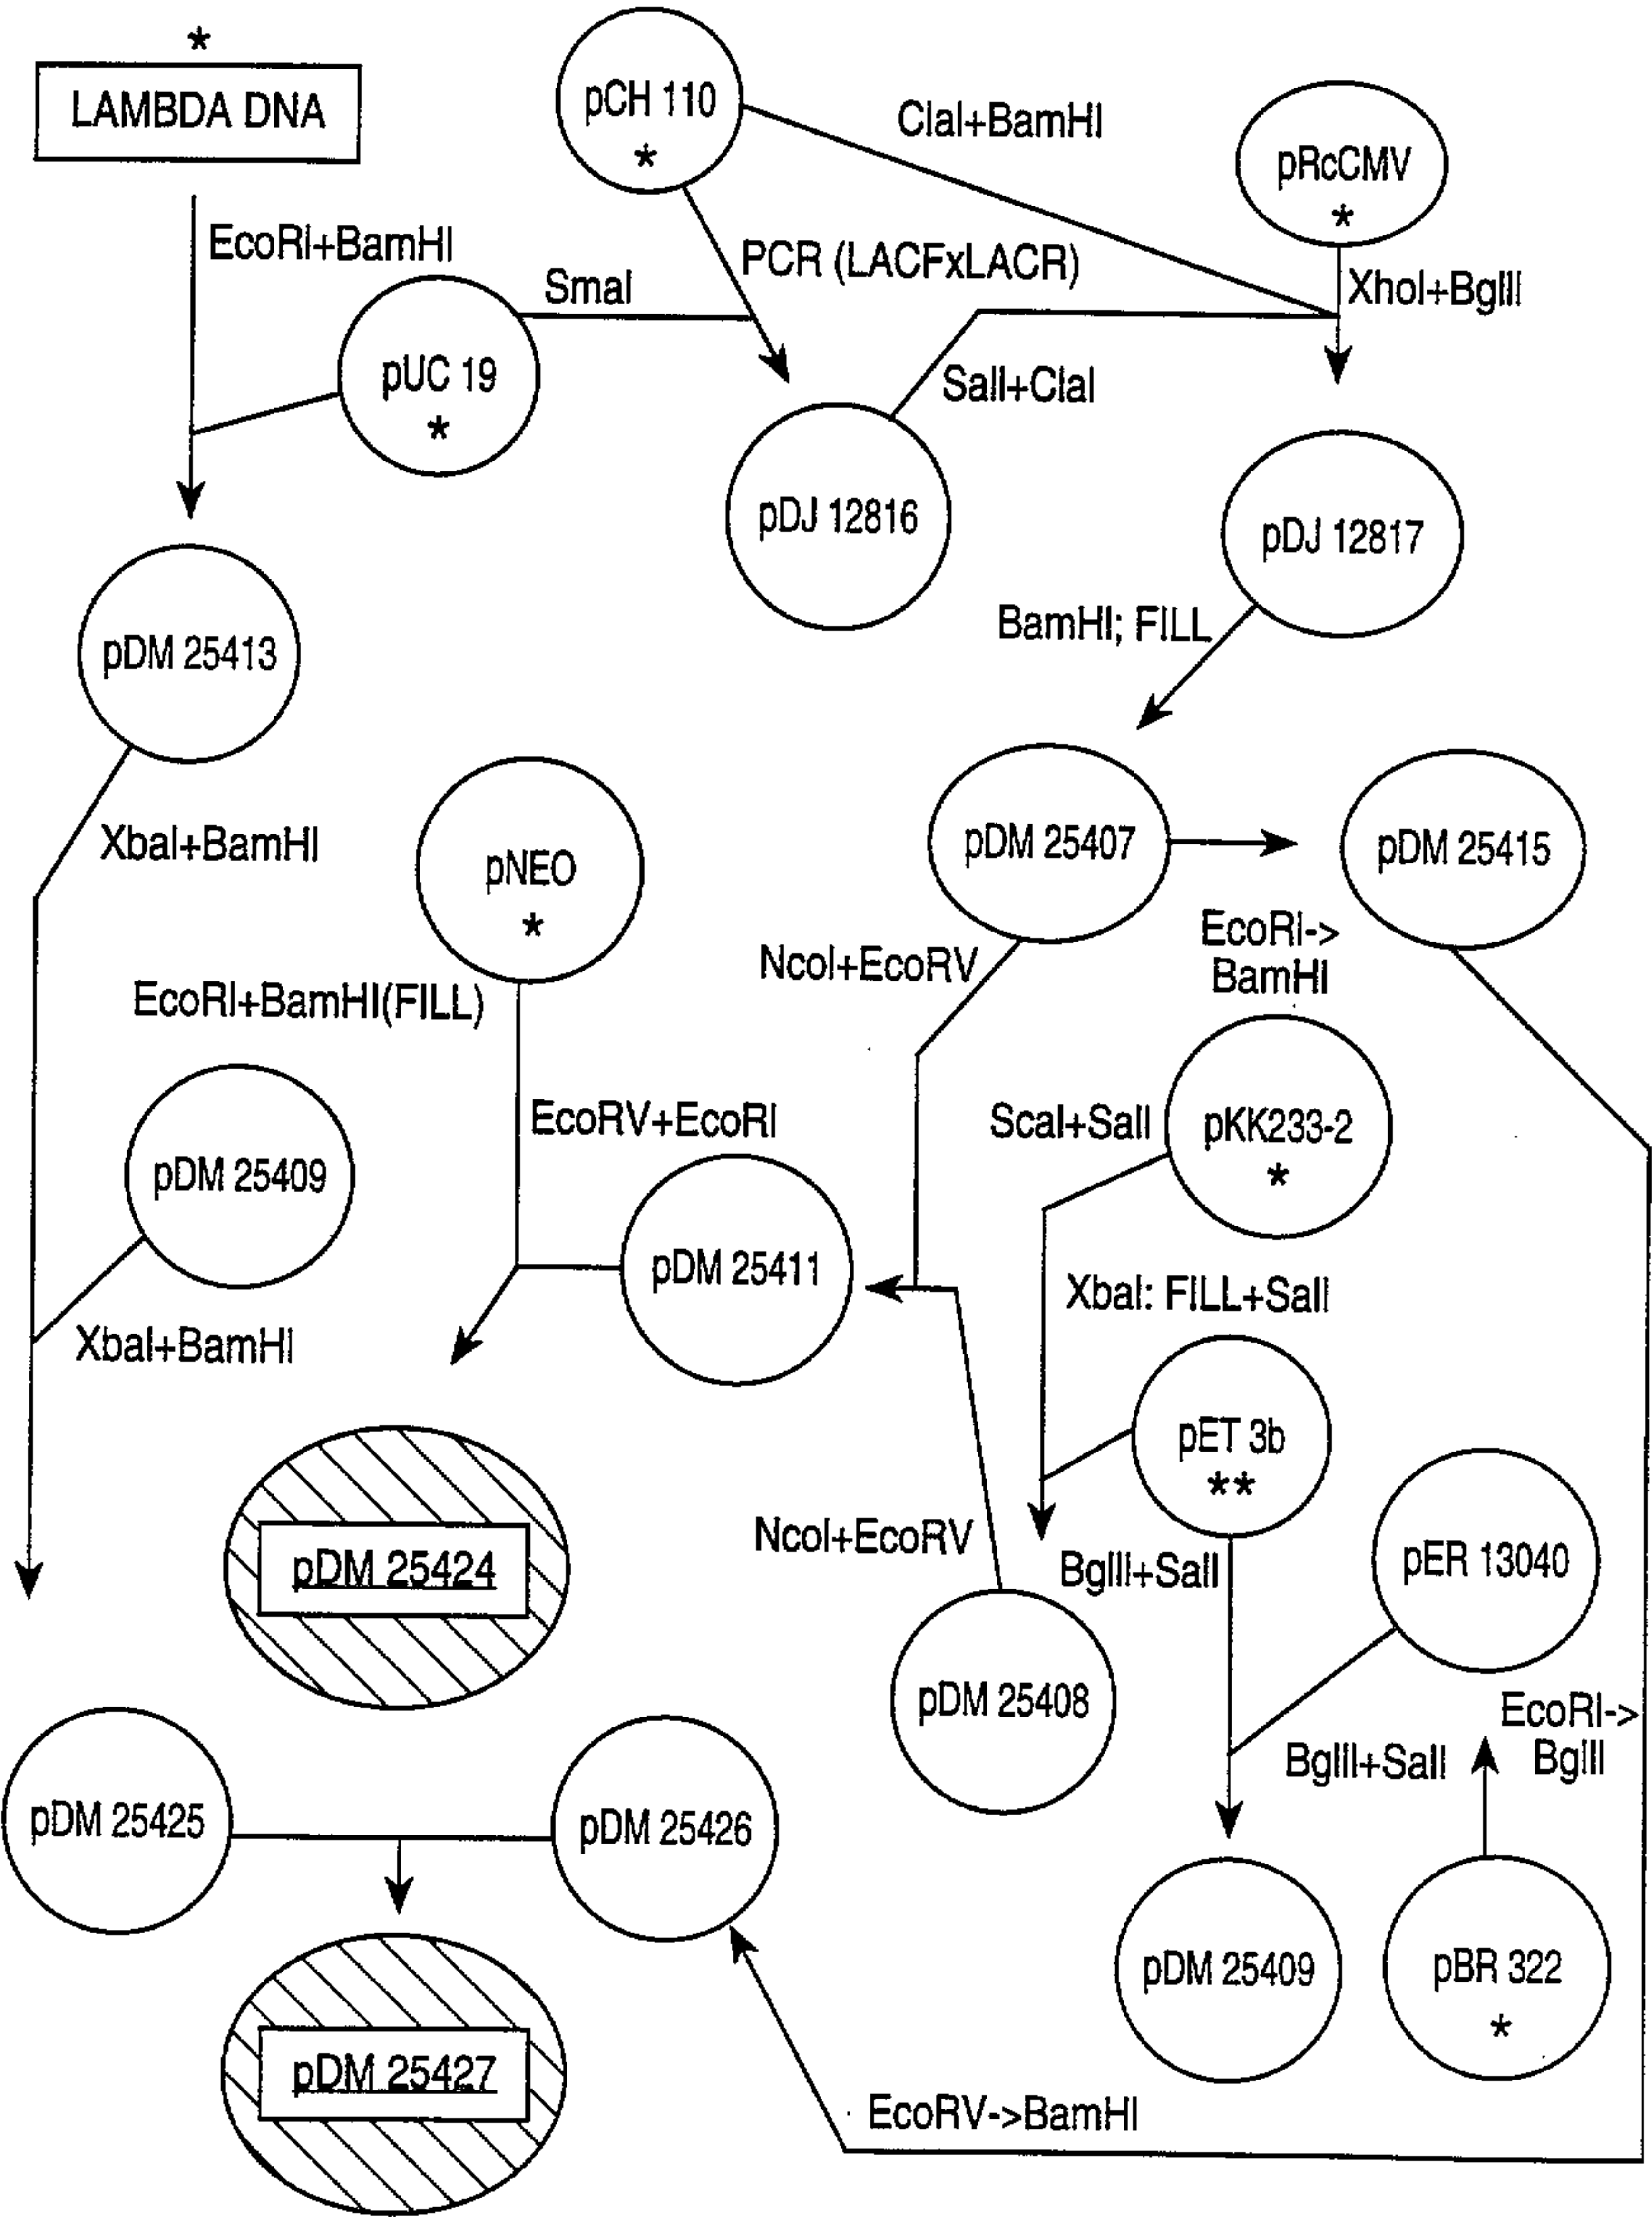 *
LAMBDA DNA
pCH 110
*
ClaI+BamHI
pRcCMV
*
EcoRI+BamHI
SmaI
PCR (LACFxLACR)
XhoI+BglII
pUC 19
*
SalI+ClaI
pDJ 12816
pDJ 12817
BamHI; FILL
pDM 25413
XbaI+BamHI
pNEO
*
pDM 25407
pDM 25415
EcoRI->
BamHI
NcoI+EcoRV
EcoRI+BamHI(FILL)
pDM 25409
EcoRV+EcoRI
ScaI+SalI
pKK233-2
*
pDM 25411
XbaI: FILL+SalI
XbaI+BamHI
pET 3b
**
pDM 25424
NcoI+EcoRV
BglII+SalI
pER 13040
pDM 25408
EcoRI->
BglII
BglII+SalI
pDM 25425
pDM 25426
pDM 25409
pBR 322
*
pDM 25427
EcoRV->BamHI